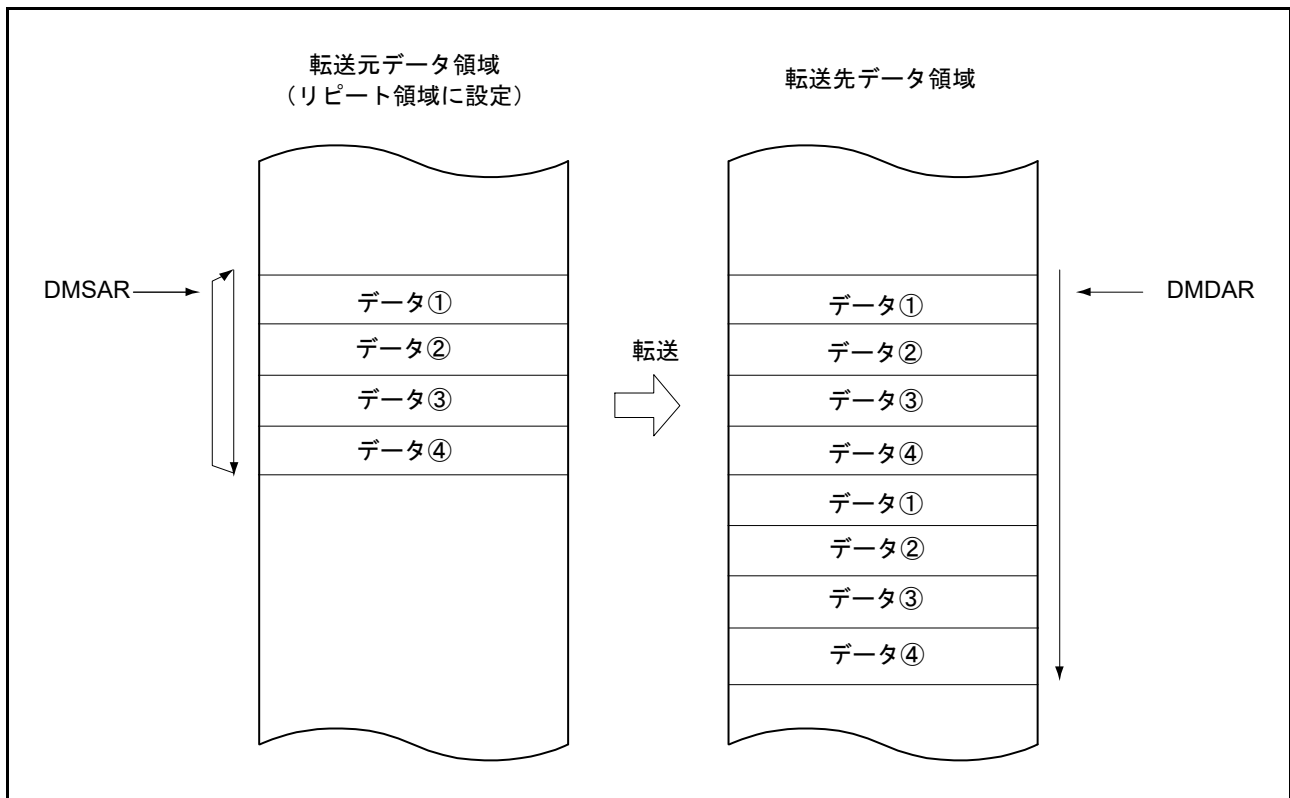 転送元データ領域
（リピート領域に設定）
転送先データ領域
DMSAR
データ①
データ②
データ③
データ④
転送
データ①
データ②
データ③
データ④
データ①
データ②
データ③
データ④
DMDAR